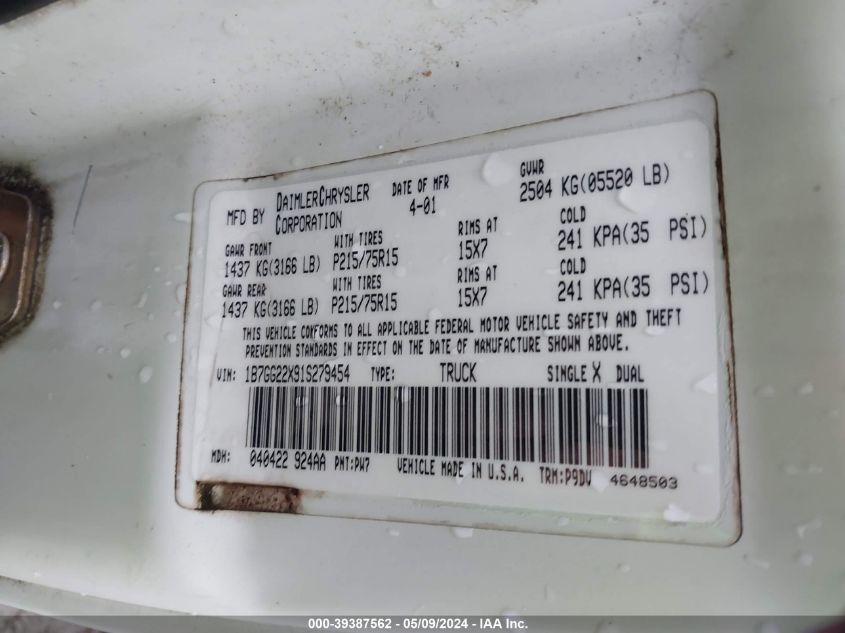 MFD BY DAIMLERCHRYSLER CORPORATION DATE OF MFR 4-01 GVWR 2504 KG(05520 LB)
GAWR FRONT WITH TIRES RIMS AT COLD
1437 KG(3166 LB) P215/75R15 15X7 241 KPA(35 PSI)
GAWR REAR WITH TIRES RIMS AT COLD
1437 KG(3166 LB) P215/75R15 15X7 241 KPA(35 PSI)
THIS VEHICLE CONFORMS TO ALL APPLICABLE FEDERAL MOTOR VEHICLE SAFETY AND THEFT
PREVENTION STANDARDS IN EFFECT ON THE DATE OF MANUFACTURE SHOWN ABOVE.
VIN: 1B7GG22X91S279454 TYPE: TRUCK SINGLE X DUAL
MDH: 040422 924AA PNT:PW7 VEHICLE MADE IN U.S.A. TRM:P9DV 4648503
000-39387562 / 05/09/2024 - IAA Inc.